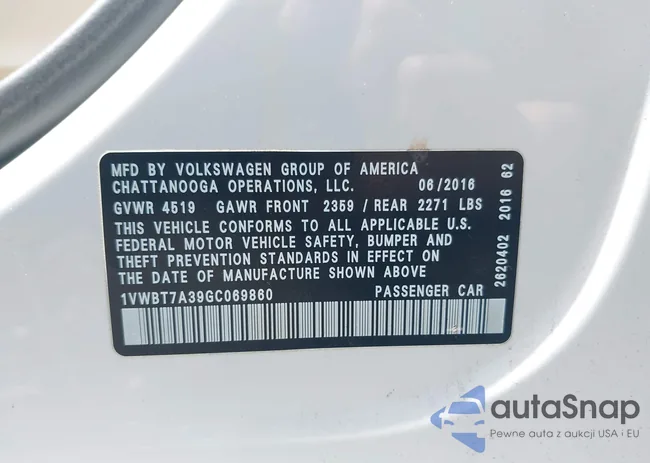 MFD BY VOLKSWAGEN GROUP OF AMERICA
CHATTANOOGA OPERATIONS, LLC. 06/2016
GVWR 4519 GAWR FRONT 2359 / REAR 2271 LBS
THIS VEHICLE CONFORMS TO ALL APPLICABLE U.S.
FEDERAL MOTOR VEHICLE SAFETY, BUMPER AND
THEFT PREVENTION STANDARDS IN EFFECT ON
THE DATE OF MANUFACTURE SHOWN ABOVE
1VWBT7A39GC069860 PASSENGER CAR
2620402 2016 62
autaSnap
Pewne auta z aukcji USA i EU